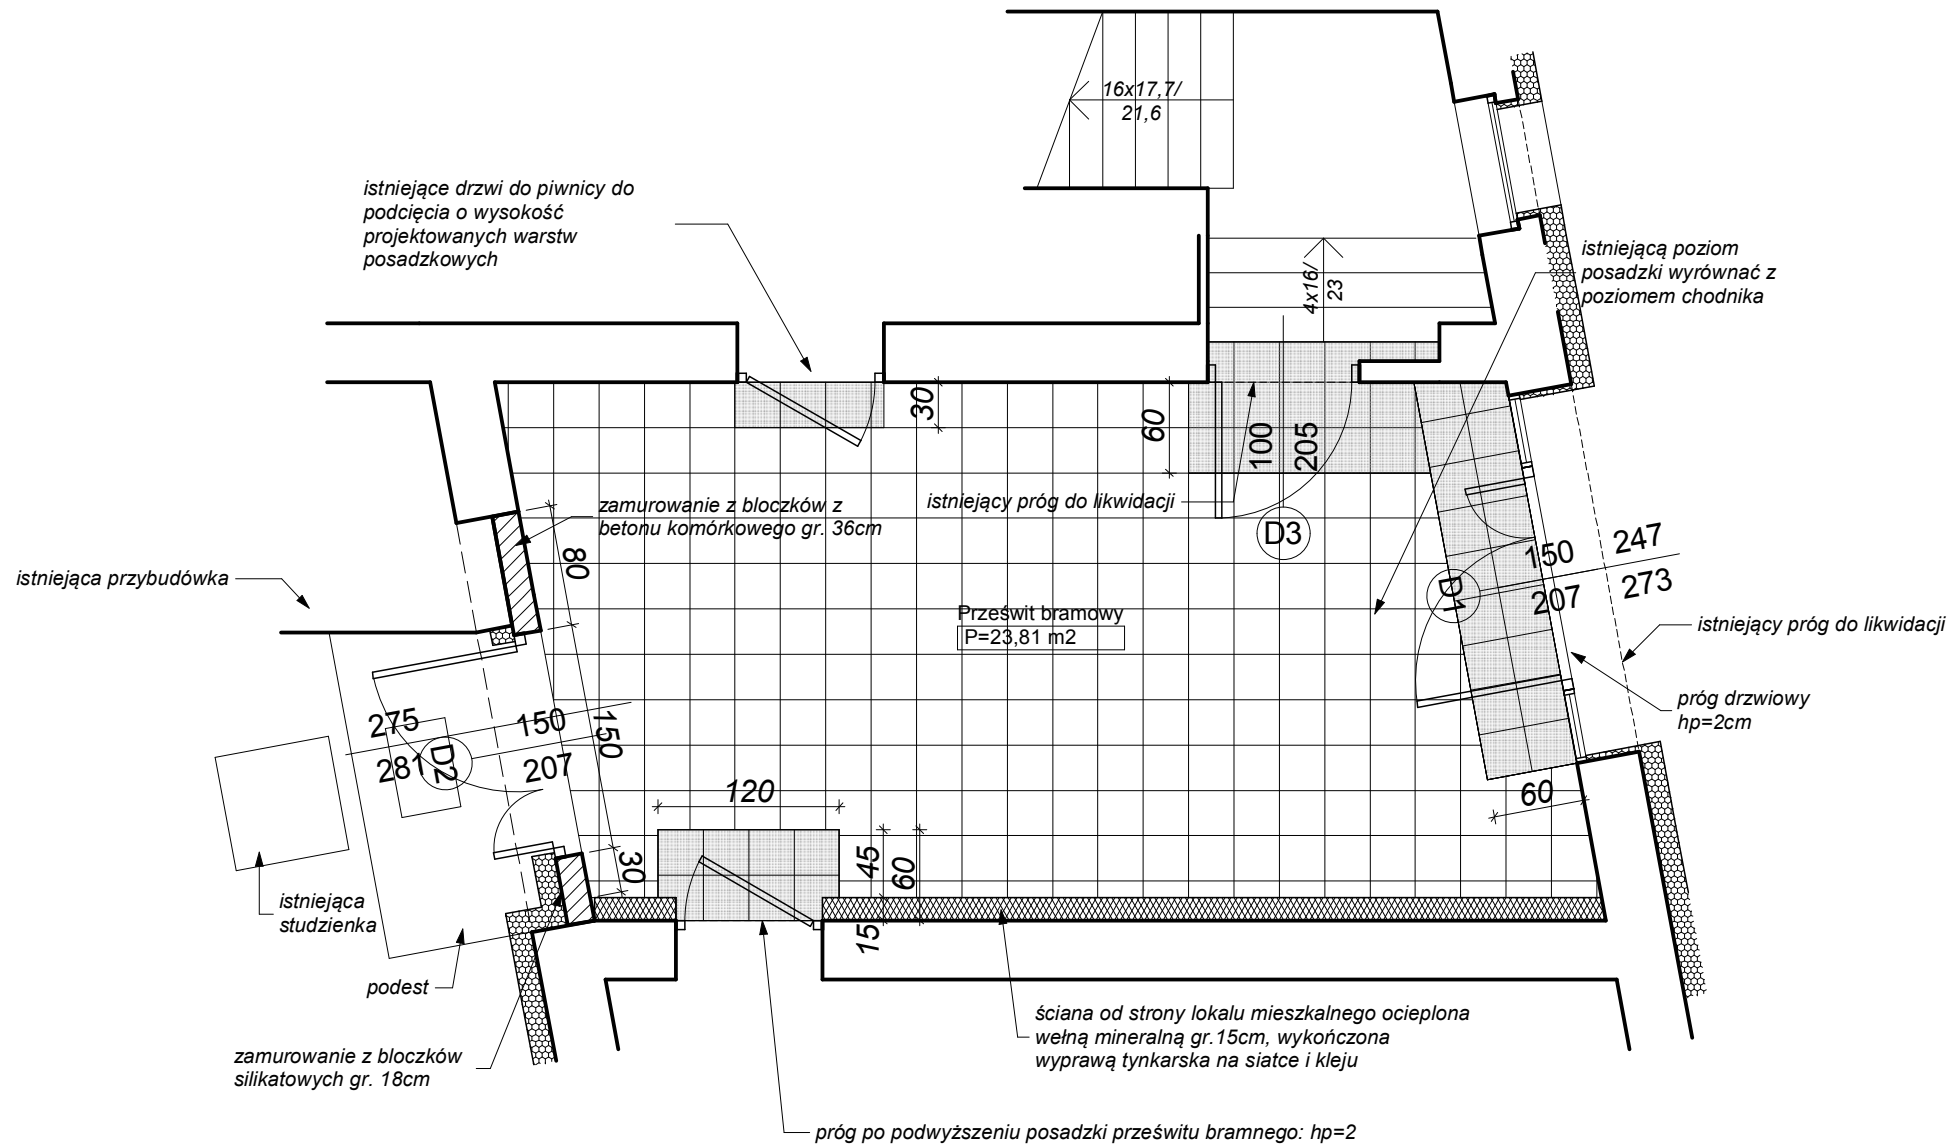 16x17,7/
21,6
istniejące drzwi do piwnicy do
podcięcia o wysokość
projektowanych warstw
posadzkowych
istniejącą poziom
posadzki wyrównać z
poziomem chodnika
4x16/
23
30
60
100
205
zamurowanie z bloczków z
betonu komórkowego gr. 36cm
istniejący próg do likwidacji
D3
80
istniejąca przybudówka
150
247
207
273
D1
Prześwit bramowy
P=23,81 m2
istniejący próg do likwidacji
próg drzwiowy
hp=2cm
275
150
281
207
D2
150
120
60
45
60
30
15
istniejąca
studzienka
podest
ściana od strony lokalu mieszkalnego ocieplona
wełną mineralną gr.15cm, wykończona
wyprawą tynkarska na siatce i kleju
zamurowanie z bloczków
silikatowych gr. 18cm
próg po podwyższeniu posadzki prześwitu bramnego: hp=2